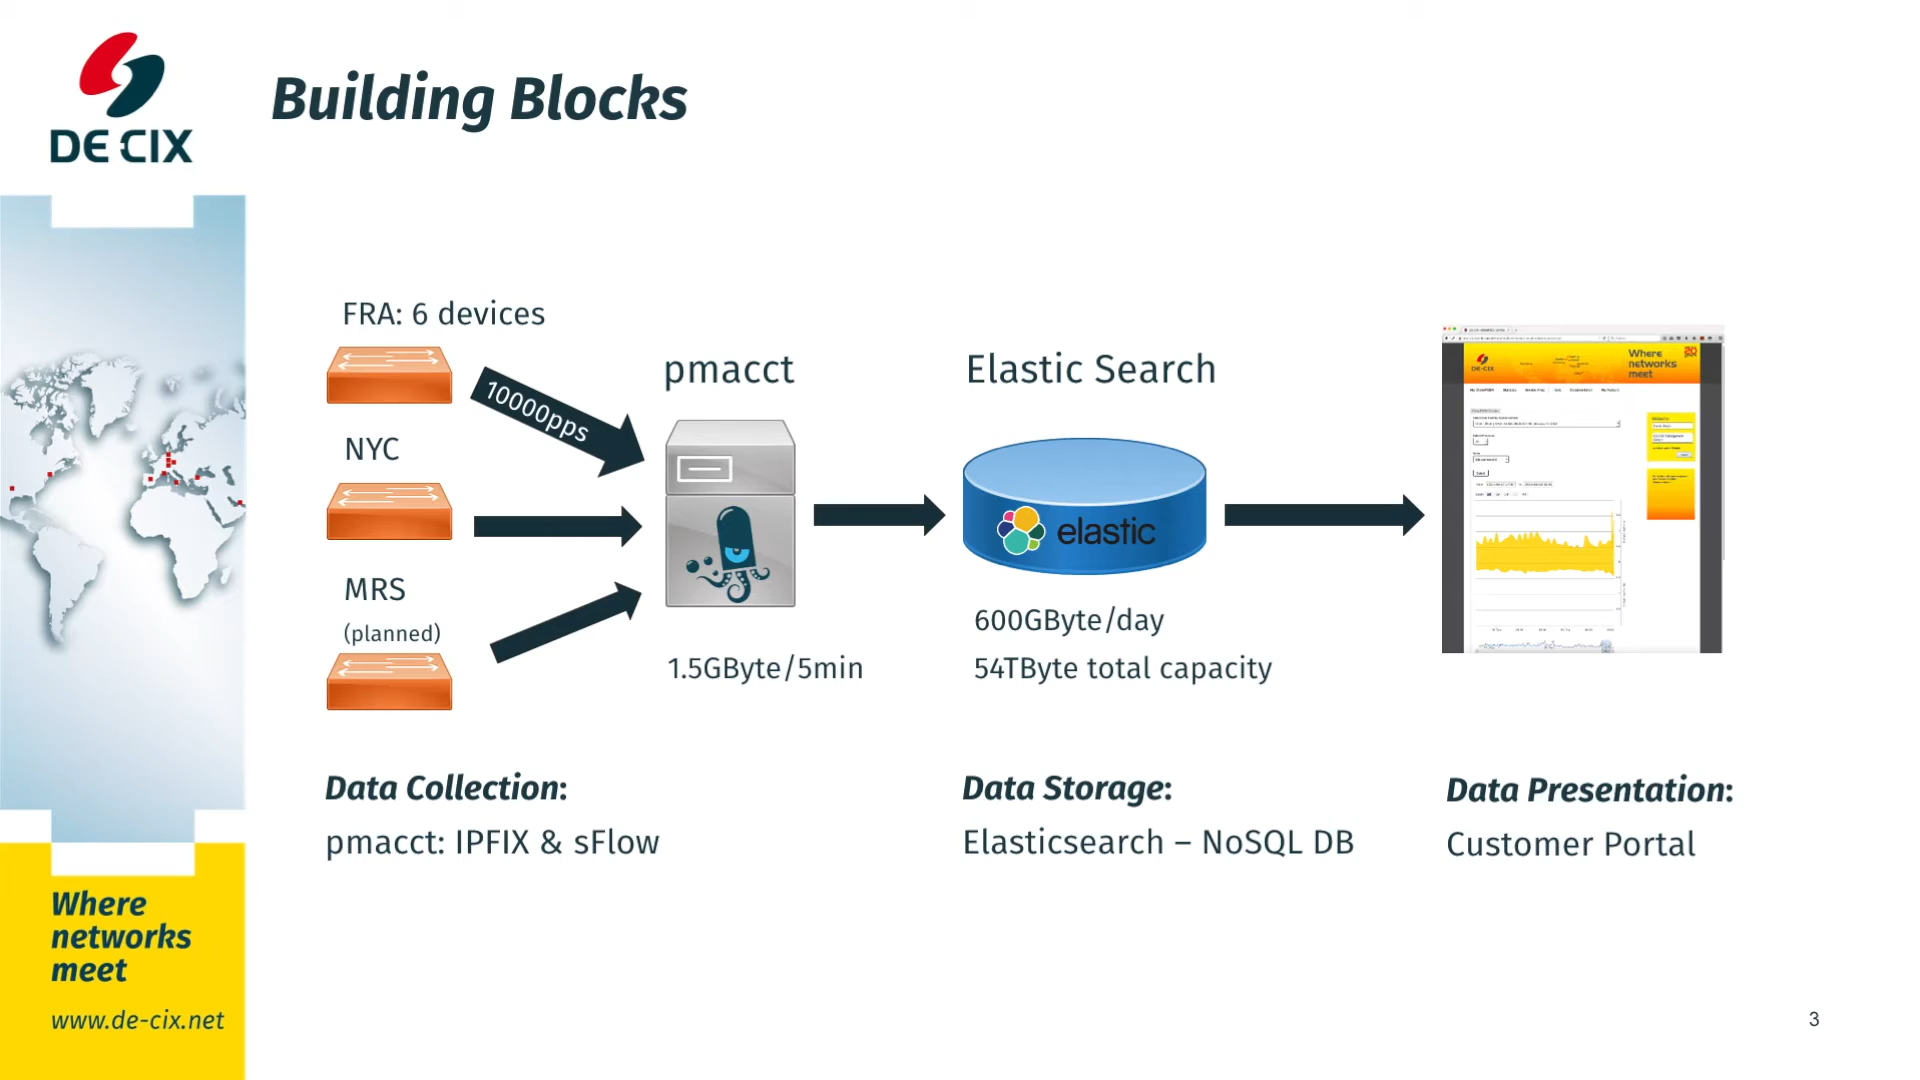 DE CIX
Building Blocks
FRA: 6 devices
10000pps
NYC
MRS
(planned)
pmacct
1.5GByte/5min
Elastic Search
elastic
600GByte/day
54TByte total capacity
DE-CIX
Where
networks
meet
Data Collection:
pmacct: IPFIX & sFlow
Data Storage:
Elasticsearch – NoSQL DB
Data Presentation:
Customer Portal
Where
networks
meet
www.de-cix.net
3